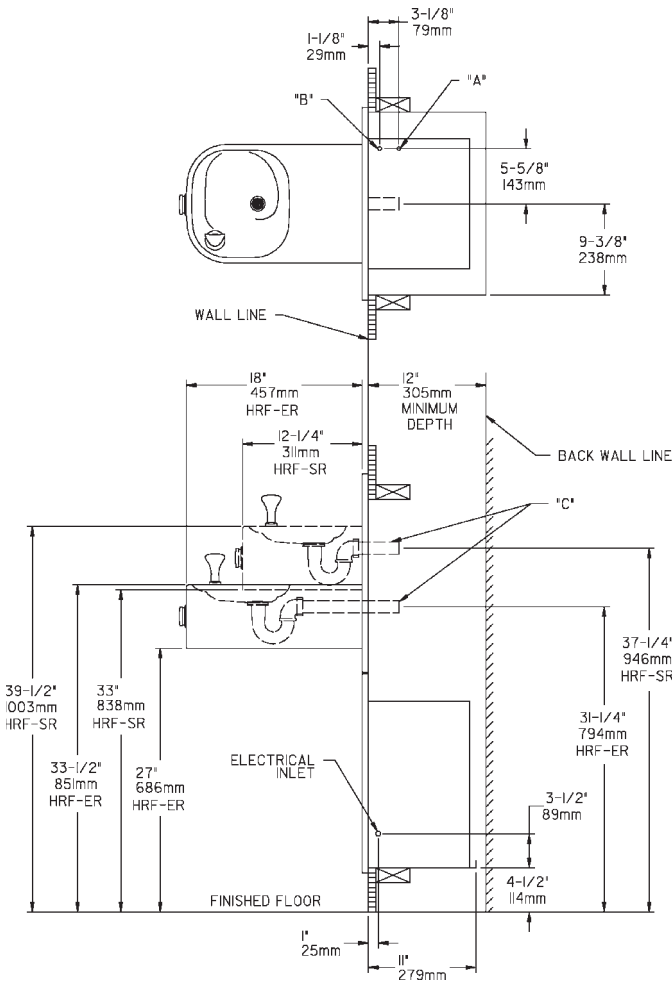 3-1/8"
79mm
1-1/8"
29mm
"A"
"B"
5-5/8"
143mm
9-3/8"
238mm
WALL LINE
18"
457mm
HRF-ER
12"
305mm
MINIMUM
DEPTH
12-1/4"
311mm
HRF-SR
BACK WALL LINE
"C"
39-1/2"
1003mm
HRF-SR
33"
838mm
HRF-SR
33-1/2"
851mm
HRF-ER
27"
686mm
HRF-ER
37-1/4"
946mm
HRF-SR
31-1/4"
794mm
HRF-ER
ELECTRICAL
INLET
3-1/2"
89mm
4-1/2"
114mm
FINISHED FLOOR
1"
25mm
11"
279mm